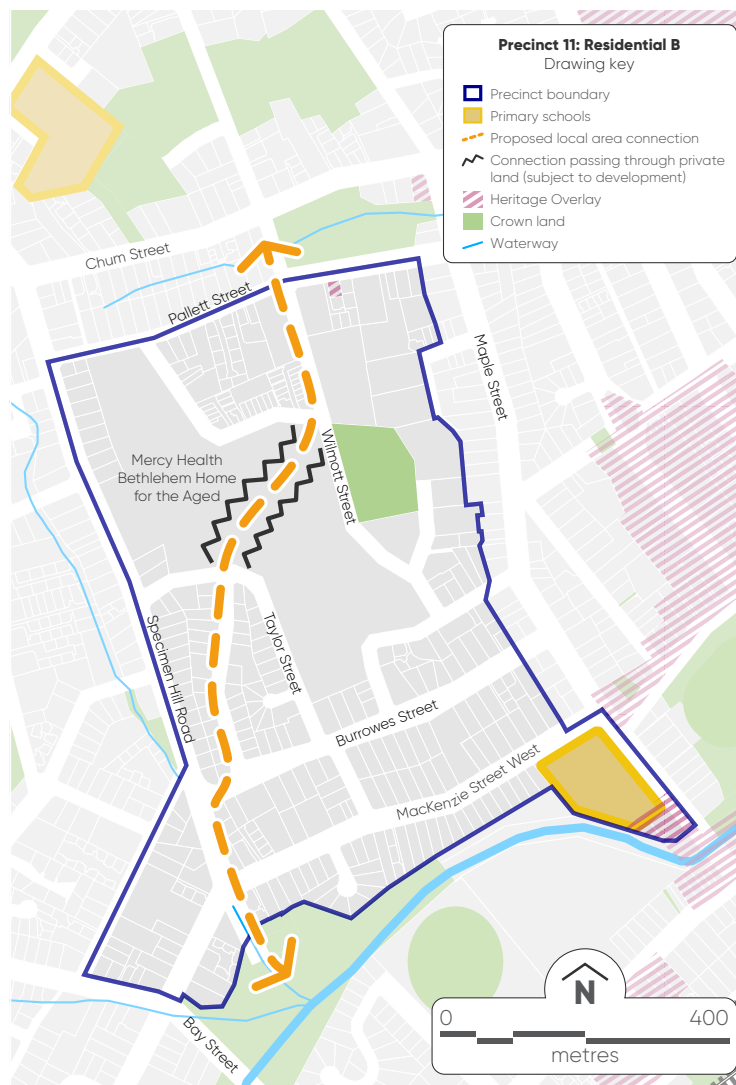 Precinct 11: Residential B
Drawing key
Precinct boundary
Primary schools
Proposed local area connection
Connection passing through private
land (subject to development)
Heritage Overlay
Crown land
Waterway
Chum Street
Pallett Street
Maple Street
Mercy Health
Bethlehem Home
for the Aged
Wilmott Street
Specimen Hill Road
Taylor Street
Burrowes Street
MacKenzie Street West
Bay Street
N
0 400
metres